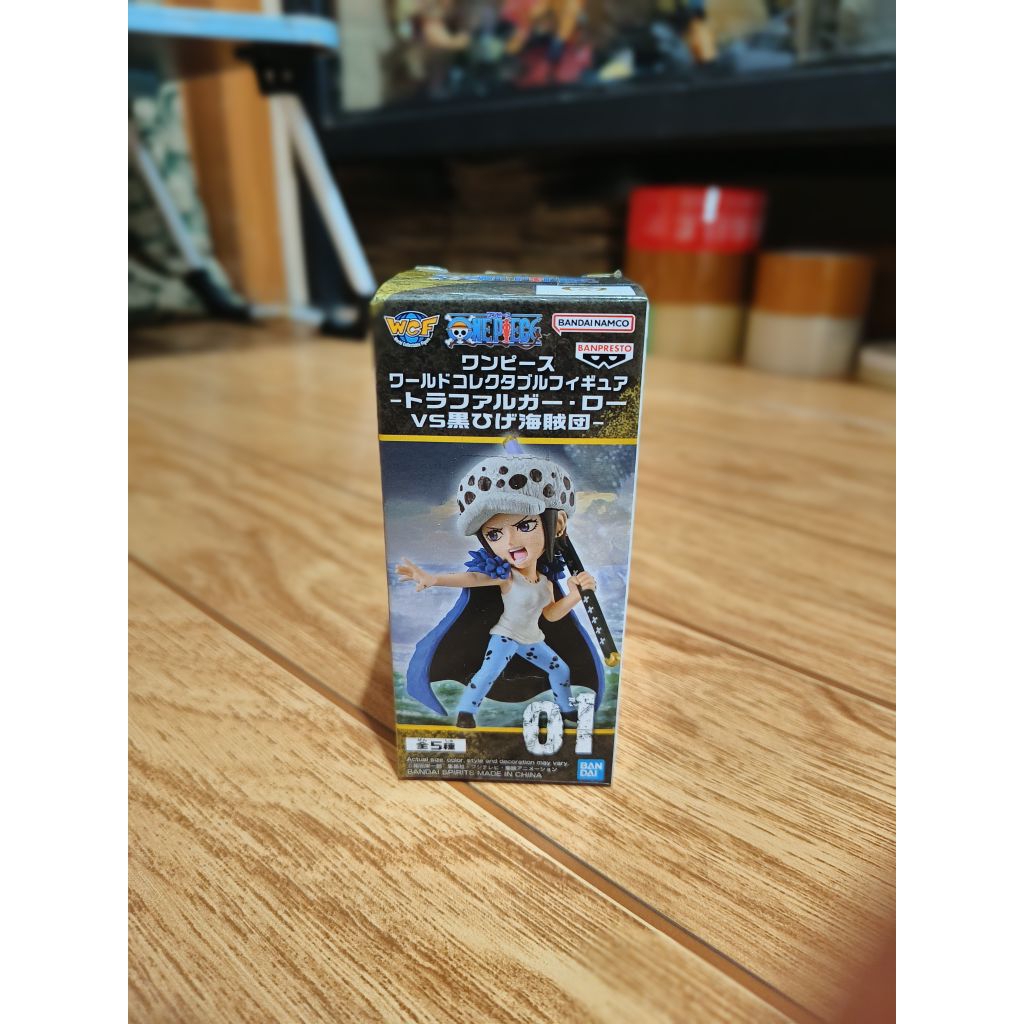 WCF
ONE PIECE
BANDAI NAMCO
BANPRESTO
ワンピース
ワールドコレクタブルフィギュア
-トラファルガー・ロー
VS黒ひげ海賊団-
01
全5種
Actual size, color, style and decoration may vary.
BANDAI SPIRITS MADE IN CHINA
BAN
DAI